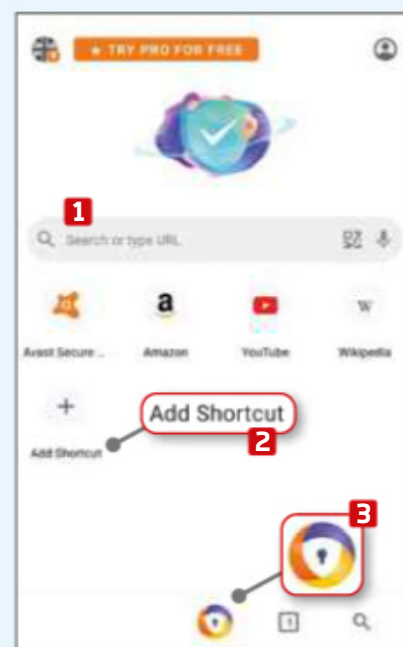 ★ TRY PRO FOR FREE
1
Search or type URL
Avast Secure ...
a
Amazon
YouTube
W
Wikipedia
Add Shortcut
Add Shortcut
2
3
1